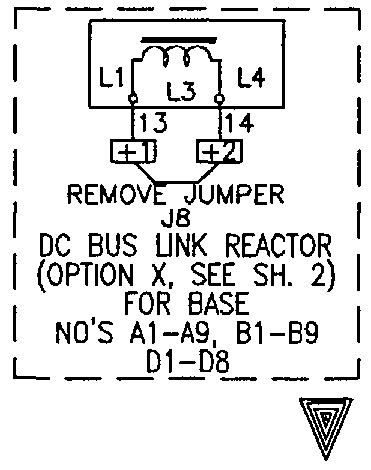 L1 L3 L4
13 14
+1 +2
REMOVE JUMPER
J8
DC BUS LINK REACTOR
(OPTION X, SEE SH. 2)
FOR BASE
NO'S A1-A9, B1-B9
D1-D8